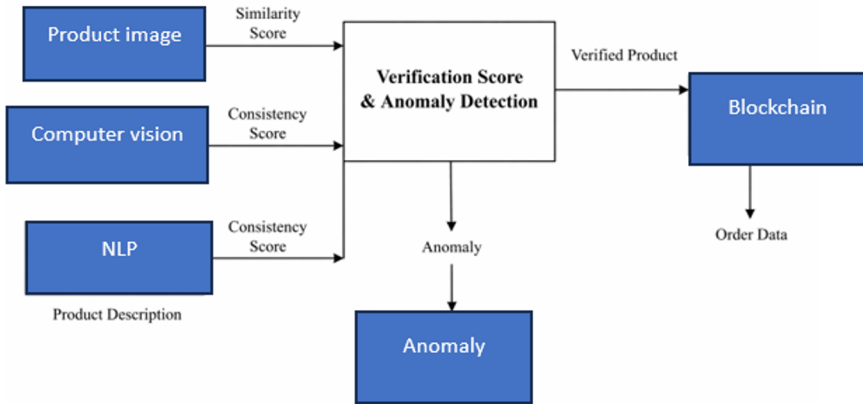 Product image
Similarity
Score
Verification Score
& Anomaly Detection
Verified Product
Blockchain
Computer vision
Consistency
Score
NLP
Consistency
Score
Product Description
Anomaly
Order Data
Anomaly